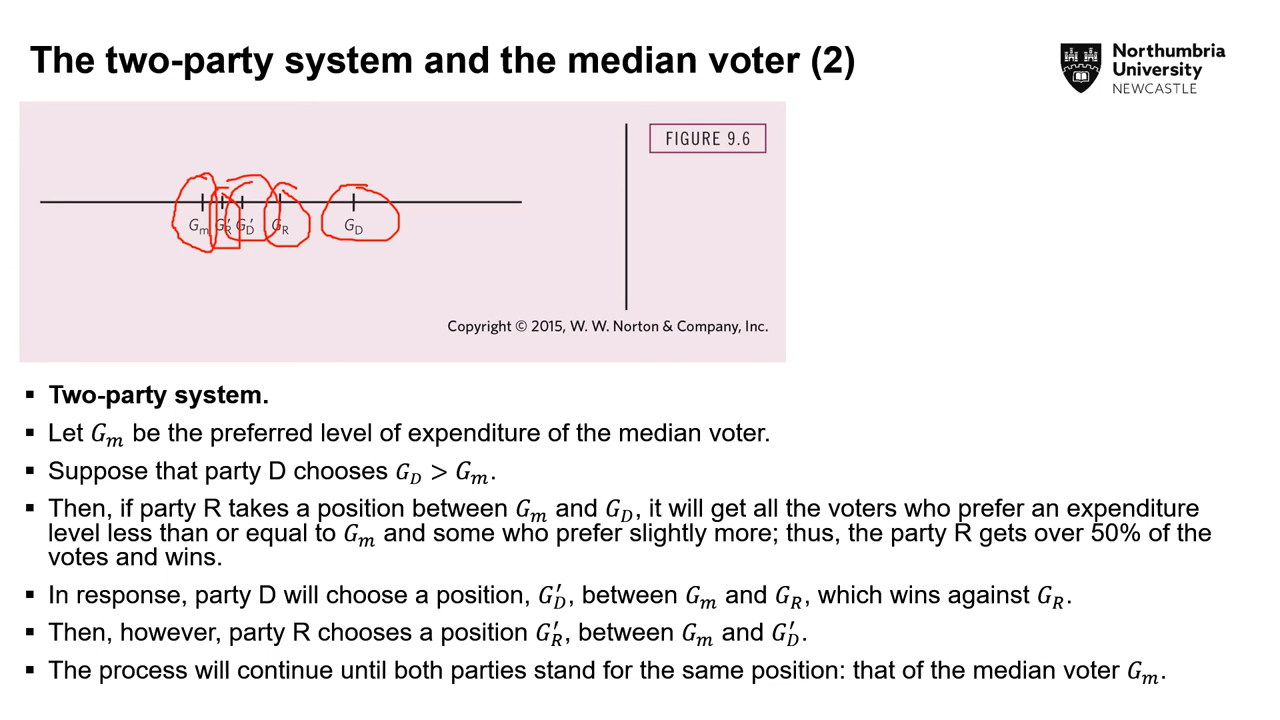 The two-party system and the median voter (2)
Northumbria
University
NEWCASTLE
FIGURE 9.6
Gₘ G′R G′D GR GD
Copyright © 2015, W. W. Norton & Company, Inc.
▪ Two-party system.
▪ Let 𝐺𝑚 be the preferred level of expenditure of the median voter.
▪ Suppose that party D chooses 𝐺𝐷 > 𝐺𝑚.
▪ Then, if party R takes a position between 𝐺𝑚 and 𝐺𝐷, it will get all the voters who prefer an expenditure
level less than or equal to 𝐺𝑚 and some who prefer slightly more; thus, the party R gets over 50% of the
votes and wins.
▪ In response, party D will choose a position, 𝐺′𝐷, between 𝐺𝑚 and 𝐺𝑅, which wins against 𝐺𝑅.
▪ Then, however, party R chooses a position 𝐺′𝑅, between 𝐺𝑚 and 𝐺′𝐷.
▪ The process will continue until both parties stand for the same position: that of the median voter 𝐺𝑚.